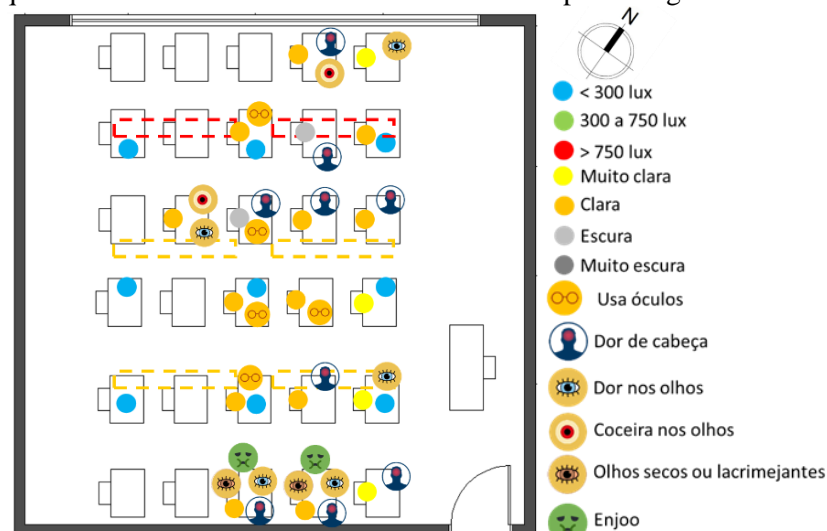 N
< 300 lux
300 a 750 lux
> 750 lux
Muito clara
Clara
Escura
Muito escura
Usa óculos
Dor de cabeça
Dor nos olhos
Coceira nos olhos
Olhos secos ou lacrimejantes
Enjoo